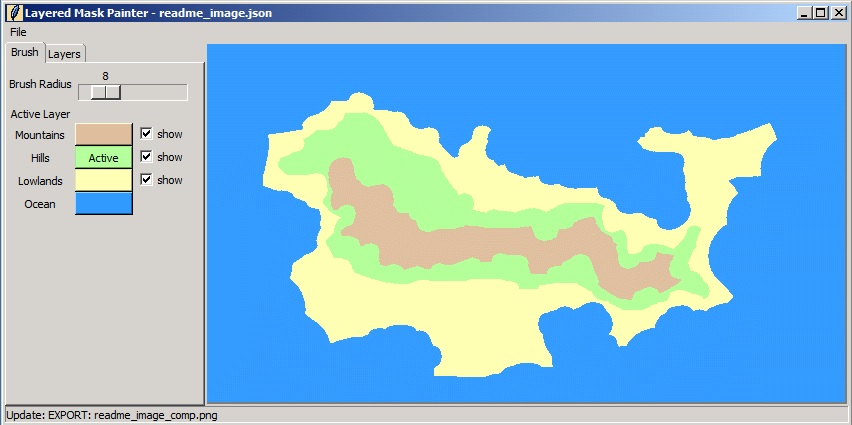 Layered Mask Painter - readme_image.json
File
Brush Layers
8
Brush Radius
Active Layer
Mountains show
Hills Active show
Lowlands show
Ocean
Update: EXPORT: readme_image_comp.png